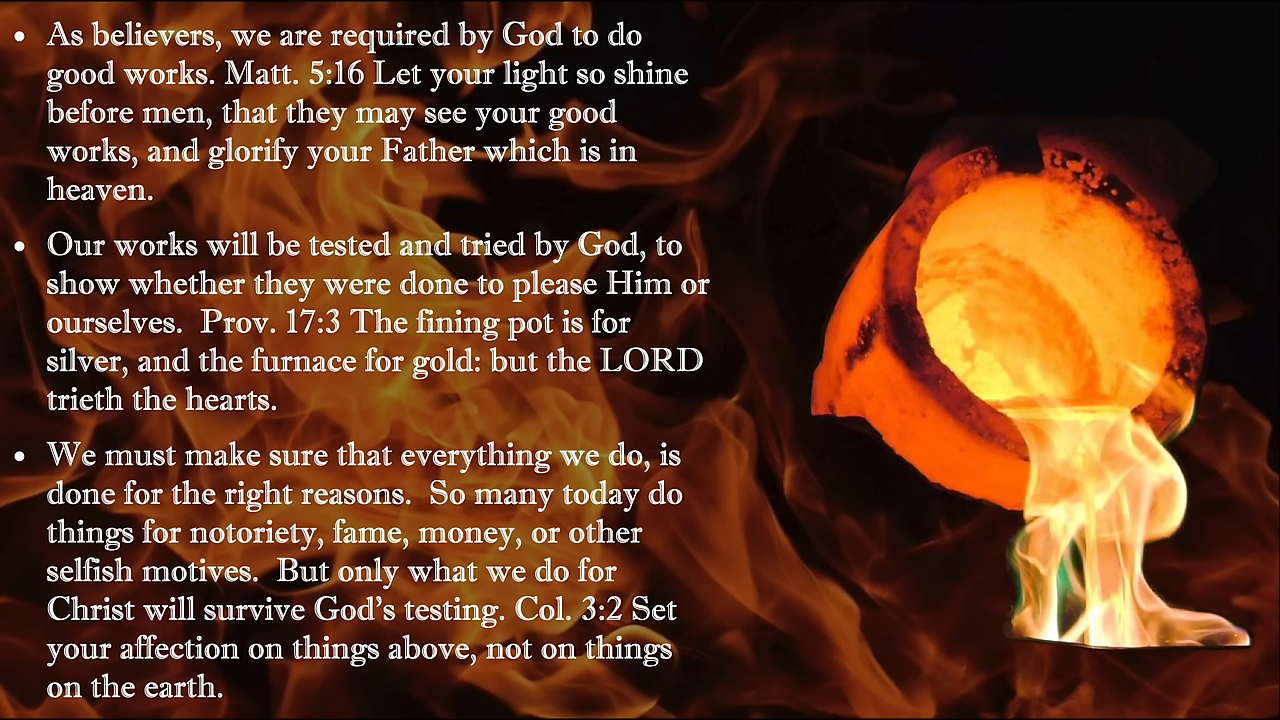 • As believers, we are required by God to do
good works. Matt. 5:16 Let your light so shine
before men, that they may see your good
works, and glorify your Father which is in
heaven.
• Our works will be tested and tried by God, to
show whether they were done to please Him or
ourselves.  Prov. 17:3 The fining pot is for
silver, and the furnace for gold: but the LORD
trieth the hearts.
• We must make sure that everything we do, is
done for the right reasons.  So many today do
things for notoriety, fame, money, or other
selfish motives.  But only what we do for
Christ will survive God’s testing. Col. 3:2 Set
your affection on things above, not on things
on the earth.